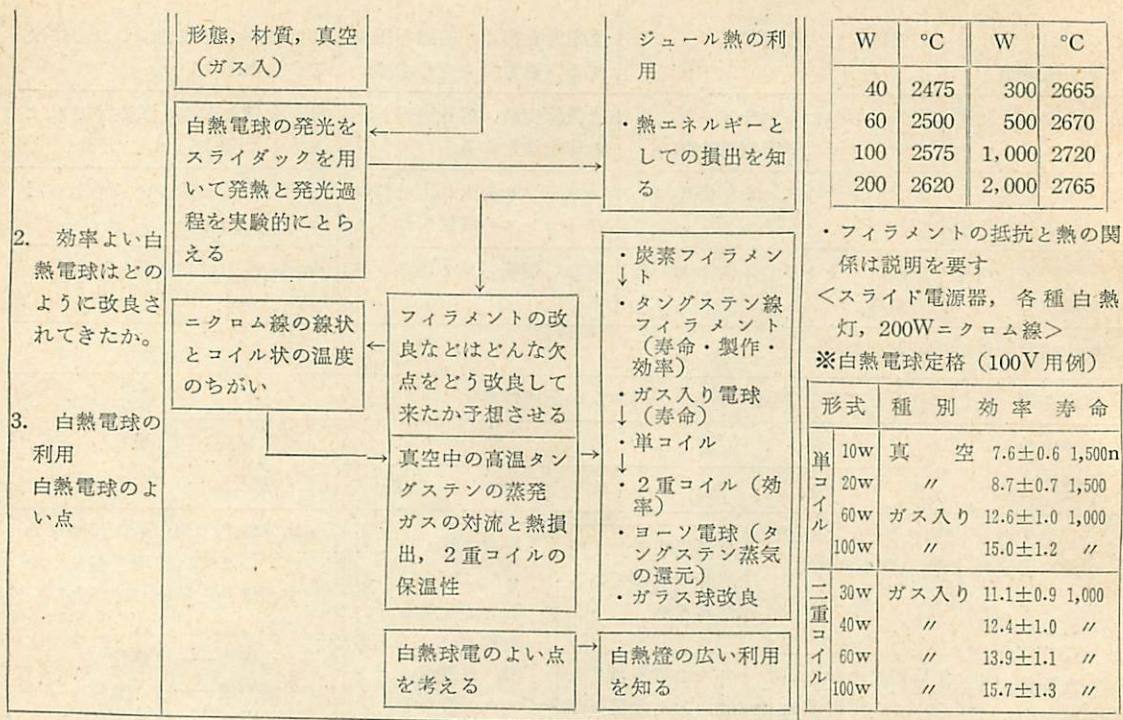 2. 効率よい白
熱電球はどの
ように改良さ
れてきたか。
3. 白熱電球の
利用
白熱電球のよ
い点
形態，材質，真空
（ガス入）
白熱電球の発光を
スライダックを用
いて発熱と発光過
程を実験的にとら
える
ニクロム線の線状
とコイル状の温度
のちがい
フィラメントの改
良などはどんな欠
点をどう改良して
来たか予想させる
真空中の高温タン
グステンの蒸発
ガスの対流と熱損
出，2重コイルの
保温性
白熱球電のよい点
を考える
ジュール熱の利
用
・熱エネルギーと
しての損出を知
る
・炭素フィラメン
↓ト
・タングステン線
フィラメント
（寿命・製作・
効率）
・ガス入り電球
↓（寿命）
・単コイル
↓
・2重コイル（効
率）
・ヨーソ電球（タ
ングステン蒸気
の還元）
・ガラス球改良
白熱燈の広い利用
を知る
W °C W °C
40 2475 300 2665
60 2500 500 2670
100 2575 1,000 2720
200 2620 2,000 2765
・フィラメントの抵抗と熱の関
係は説明を要す
＜スライド電源器，各種白熱
灯，200Wニクロム線＞
※白熱電球定格（100V用例）
形式 種別 効率 寿命
単コイル
10w 真空 7.6±0.6 1,500n
20w 〃 8.7±0.7 1,500
60w ガス入り 12.6±1.0 1,000
100w 〃 15.0±1.2 〃
二重コイル
30w ガス入り 11.1±0.9 1,000
40w 〃 12.4±1.0 〃
60w 〃 13.9±1.1 〃
100w 〃 15.7±1.3 〃